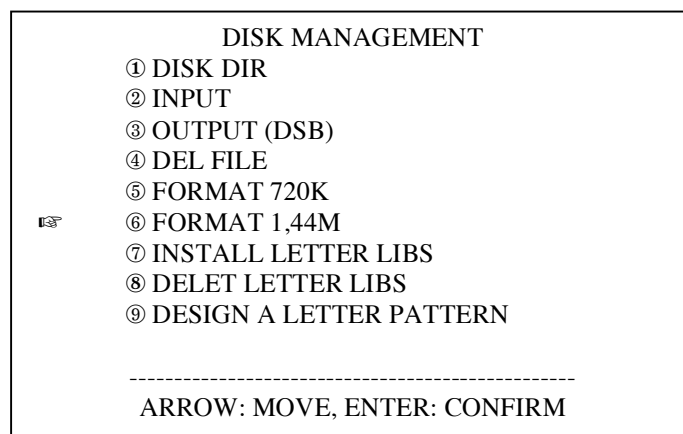 DISK MANAGEMENT
① DISK DIR
② INPUT
③ OUTPUT (DSB)
④ DEL FILE
⑤ FORMAT 720K
☞ ⑥ FORMAT 1,44M
⑦ INSTALL LETTER LIBS
⑧ DELET LETTER LIBS
⑨ DESIGN A LETTER PATTERN
--------------------------------------------------
ARROW: MOVE, ENTER: CONFIRM